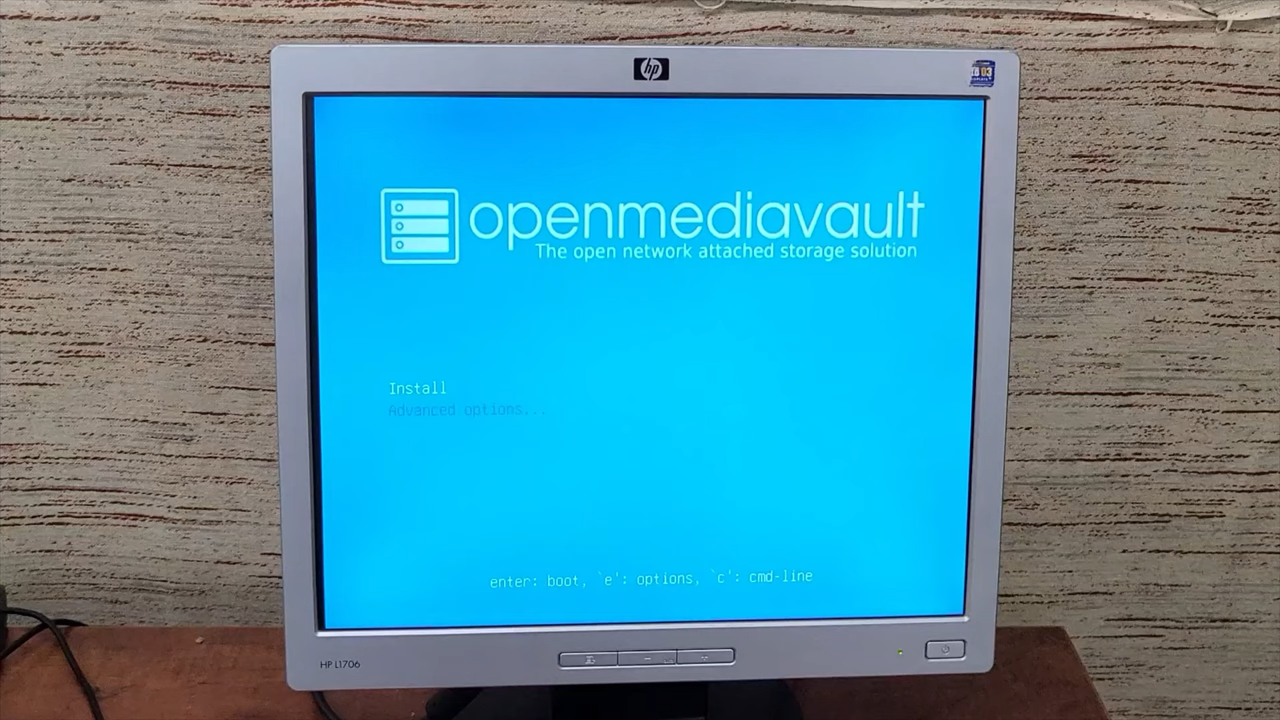 hp
openmediavault
The open network attached storage solution
Install
Advanced options...
enter: boot, `e': options, `c': cmd-line
HP L1706